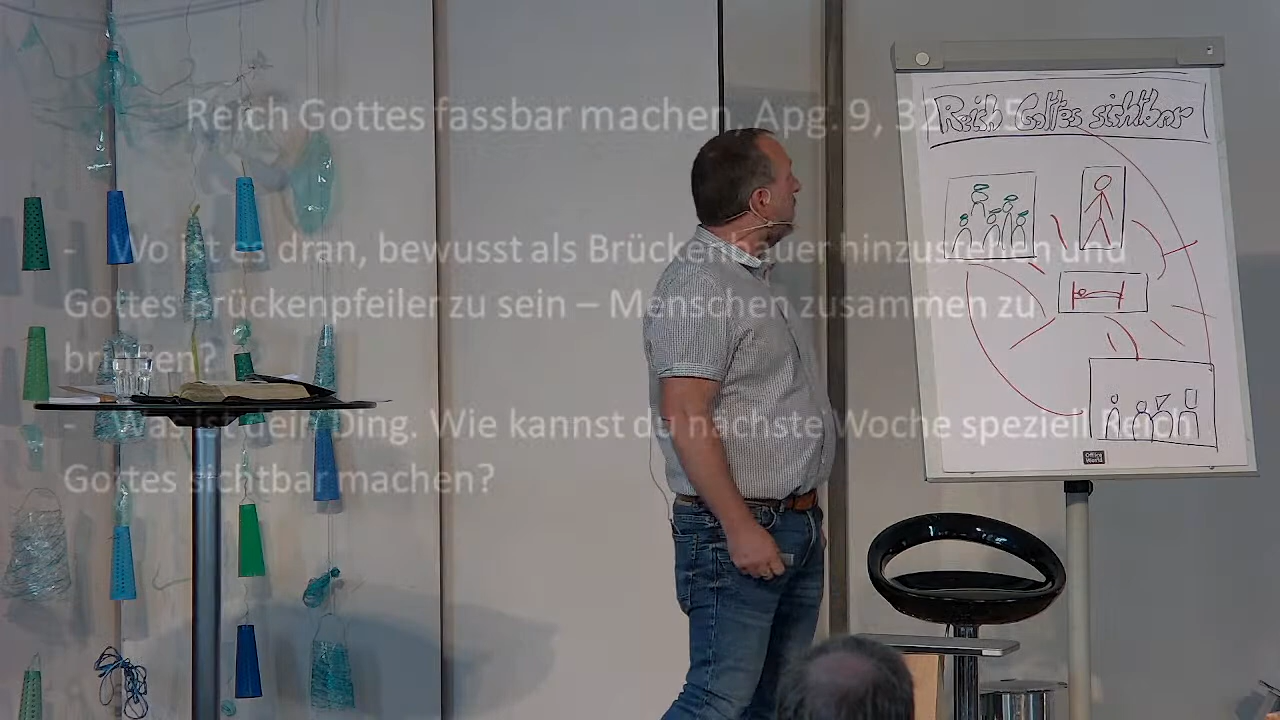 Reich Gottes fassbar machen. Apg. 9, 32
Reich Gottes sichtbar
- Wo ist es dran, bewusst als Brückenbauer hinzustehen und
Gottes Brückenpfeiler zu sein – Menschen zusammen zu
bringen?
- Was ist dein Ding. Wie kannst du nächste Woche speziell Reich
Gottes sichtbar machen?
Office World